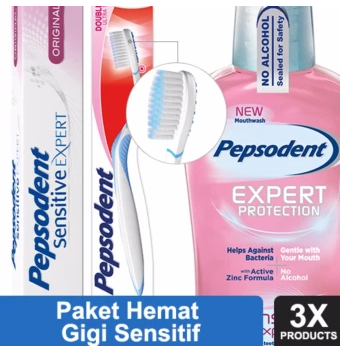 ORIGINAL
Pepsodent
sensitive EXPERT
DOUBLE
Pepsodent
NO ALCOHOL
Sealed for Safety
NEW
Mouthwash
Pepsodent
EXPERT
PROTECTION
Helps Against
Bacteria
Gentle with
Your Mouth
with Active
Zinc Formula
No
Alcohol
Paket Hemat
Gigi Sensitif
3X
PRODUCTS